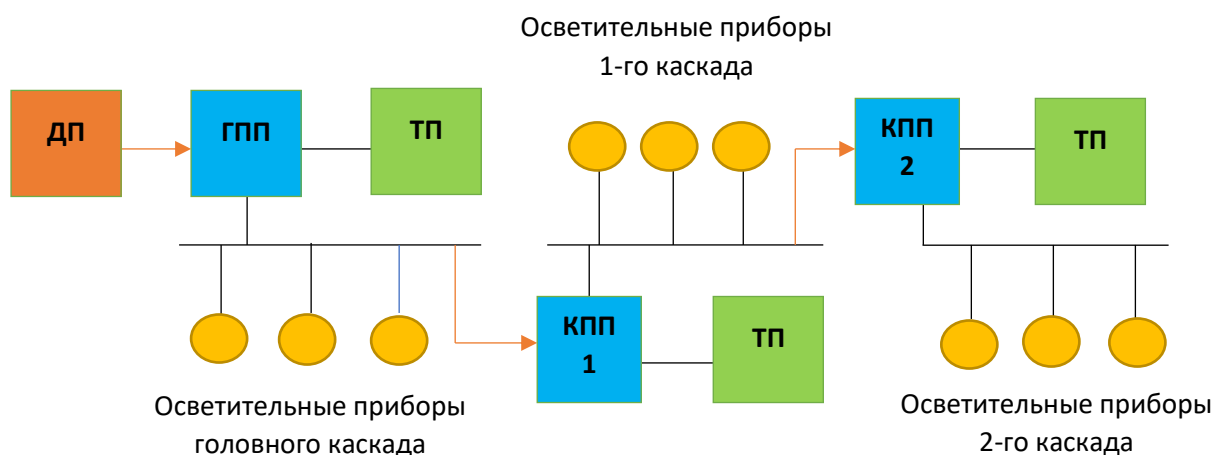 Осветительные приборы
1-го каскада
ДП
ГПП
ТП
КПП
2
ТП
КПП
1
ТП
Осветительные приборы
головного каскада
Осветительные приборы
2-го каскада